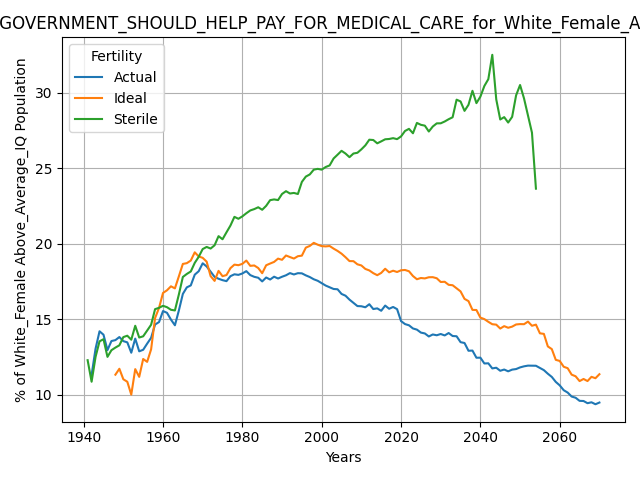 GOVERNMENT_SHOULD_HELP_PAY_FOR_MEDICAL_CARE_for_White_Female_A
Fertility
Actual
Ideal
Sterile
% of White_Female Above_Average_IQ Population
30
25
20
15
10
1940 1960 1980 2000 2020 2040 2060
Years